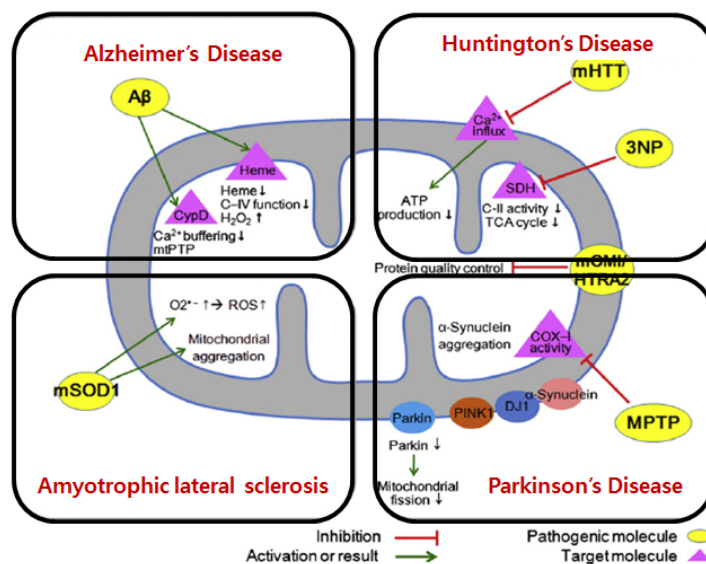 Alzheimer's Disease
Aβ
Heme
Heme ↓
C–IV function ↓
H₂O₂ ↑
CypD
Ca²⁺ buffering ↓
mtPTP
Huntington's Disease
mHTT
Ca²⁺
influx
3NP
SDH
ATP
production ↓
C-II activity ↓
TCA cycle ↓
Protein quality control
mOMI/
HTRA2
O2•− ↑→ ROS↑
Mitochondrial
aggregation
mSOD1
Amyotrophic lateral sclerosis
α-Synuclein
aggregation
COX–I
activity
α-Synuclein
DJ1
PINK1
Parkin
MPTP
Parkin ↓
Mitochondrial
fission ↓
Parkinson's Disease
Inhibition
Activation or result
Pathogenic molecule
Target molecule